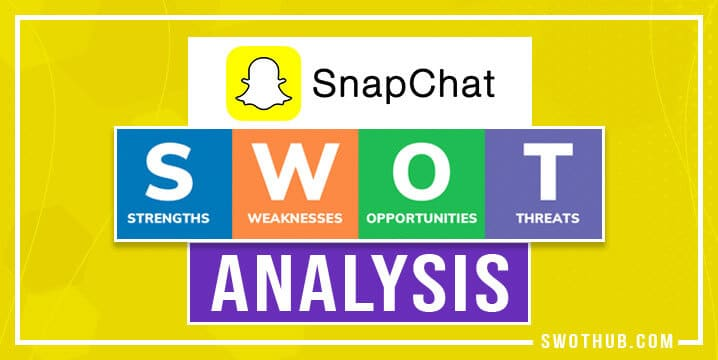 SnapChat
S W O T
STRENGTHS WEAKNESSES OPPORTUNITIES THREATS
ANALYSIS
SWOTHUB.COM